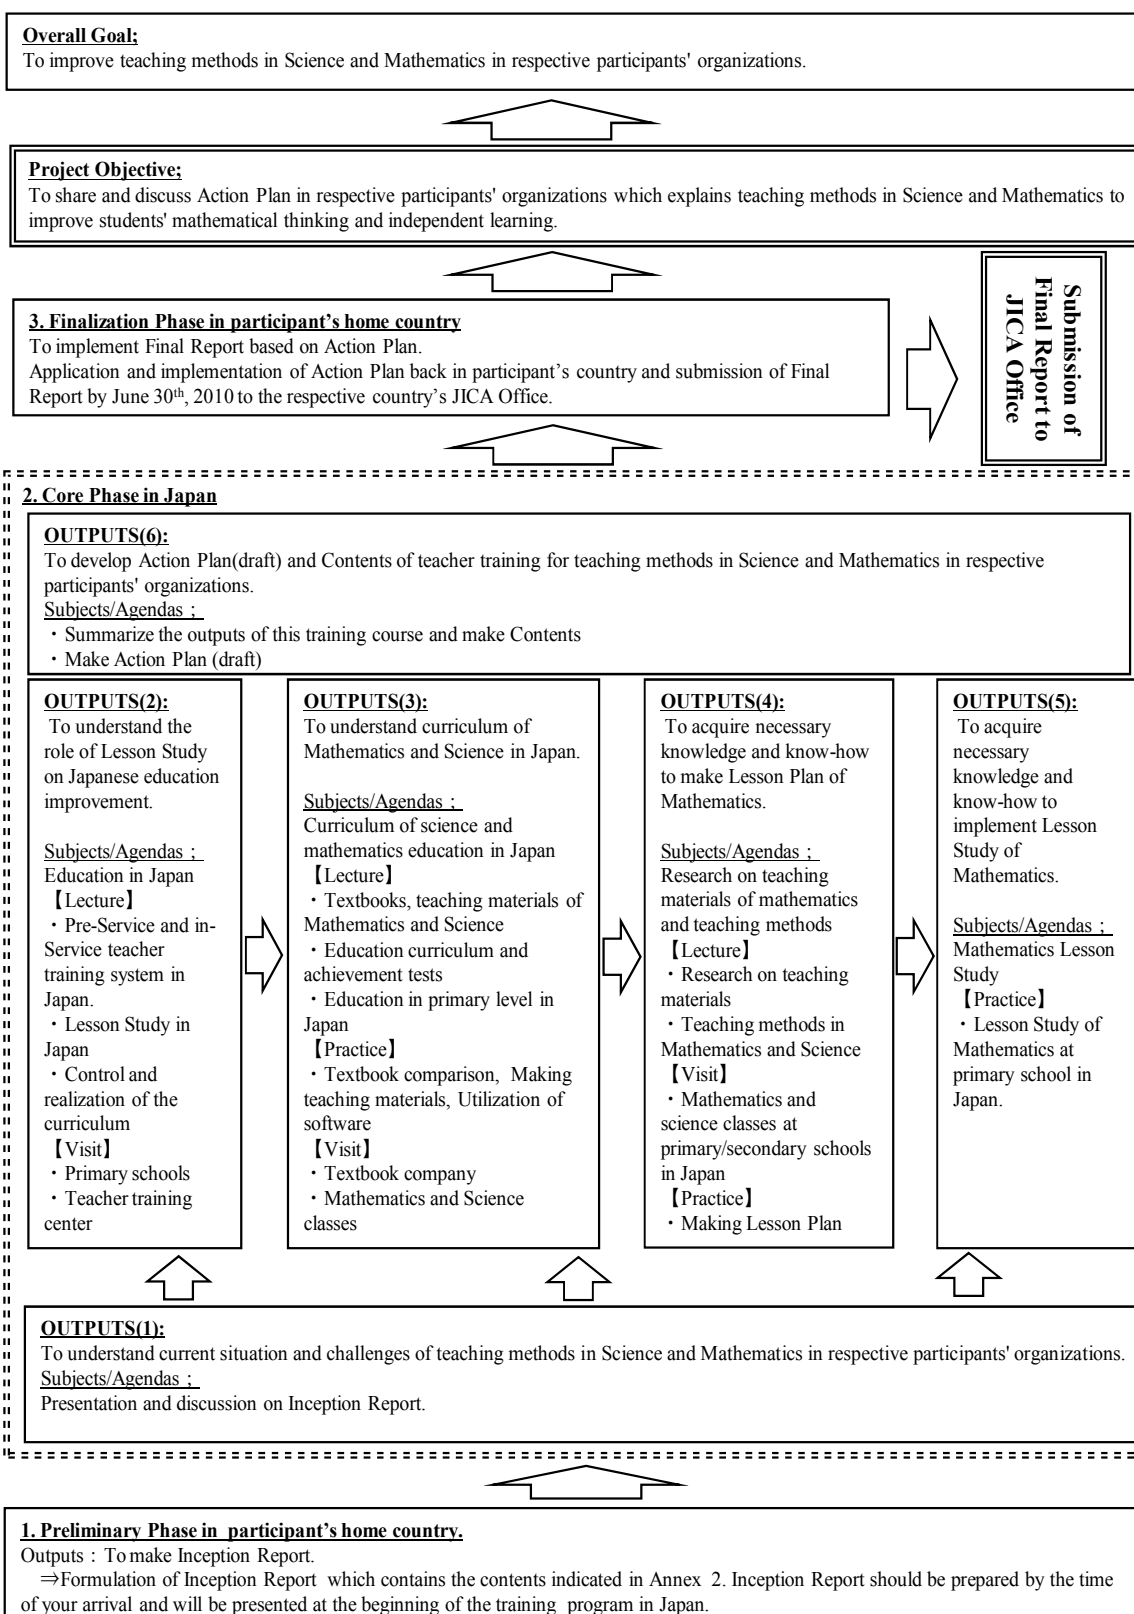 Overall Goal;
To improve teaching methods in Science and Mathematics in respective participants' organizations.
Project Objective;
To share and discuss Action Plan in respective participants' organizations which explains teaching methods in Science and Mathematics to
improve students' mathematical thinking and independent learning.
3. Finalization Phase in participant's home country
To implement Final Report based on Action Plan.
Application and implementation of Action Plan back in participant's country and submission of Final
Report by June 30th, 2010 to the respective country's JICA Office.
Submission of
Final Report to
JICA Office
2. Core Phase in Japan
OUTPUTS(6):
To develop Action Plan(draft) and Contents of teacher training for teaching methods in Science and Mathematics in respective
participants' organizations.
Subjects/Agendas ;
・Summarize the outputs of this training course and make Contents
・Make Action Plan (draft)
OUTPUTS(2):
To understand the
role of Lesson Study
on Japanese education
improvement.
Subjects/Agendas ;
Education in Japan
【Lecture】
・Pre-Service and in-
Service teacher
training system in
Japan.
・Lesson Study in
Japan
・Control and
realization of the
curriculum
【Visit】
・Primary schools
・Teacher training
center
OUTPUTS(3):
To understand curriculum of
Mathematics and Science in Japan.
Subjects/Agendas ;
Curriculum of science and
mathematics education in Japan
【Lecture】
・Textbooks, teaching materials of
Mathematics and Science
・Education curriculum and
achievement tests
・Education in primary level in
Japan
【Practice】
・Textbook comparison, Making
teaching materials, Utilization of
software
【Visit】
・Textbook company
・Mathematics and Science
classes
OUTPUTS(4):
To acquire necessary
knowledge and know-how
to make Lesson Plan of
Mathematics.
Subjects/Agendas ;
Research on teaching
materials of mathematics
and teaching methods
【Lecture】
・Research on teaching
materials
・Teaching methods in
Mathematics and Science
【Visit】
・Mathematics and
science classes at
primary/secondary schools
in Japan
【Practice】
・Making Lesson Plan
OUTPUTS(5):
To acquire
necessary
knowledge and
know-how to
implement Lesson
Study of
Mathematics.
Subjects/Agendas ;
Mathematics Lesson
Study
【Practice】
・Lesson Study of
Mathematics at
primary school in
Japan.
OUTPUTS(1):
To understand current situation and challenges of teaching methods in Science and Mathematics in respective participants' organizations.
Subjects/Agendas ;
Presentation and discussion on Inception Report.
1. Preliminary Phase in participant's home country.
Outputs : To make Inception Report.
⇒Formulation of Inception Report which contains the contents indicated in Annex 2. Inception Report should be prepared by the time
of your arrival and will be presented at the beginning of the training program in Japan.